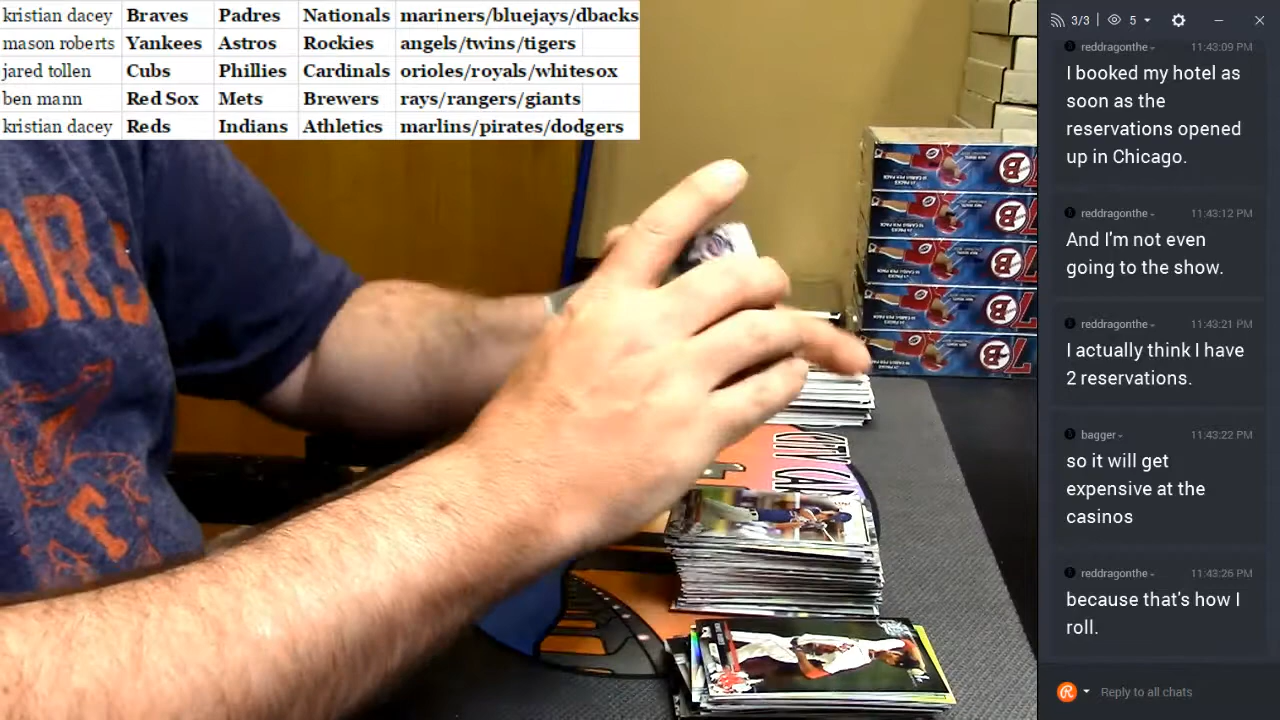 kristian dacey Braves Padres Nationals mariners/bluejays/dbacks
mason roberts Yankees Astros Rockies angels/twins/tigers
jared tollen Cubs Phillies Cardinals orioles/royals/whitesox
ben mann Red Sox Mets Brewers rays/rangers/giants
kristian dacey Reds Indians Athletics marlins/pirates/dodgers
3/3 5
reddragonthe 11:43:09 PM
I booked my hotel as
soon as the
reservations opened
up in Chicago.
reddragonthe 11:43:12 PM
And I'm not even
going to the show.
reddragonthe 11:43:21 PM
I actually think I have
2 reservations.
bagger 11:43:22 PM
so it will get
expensive at the
casinos
reddragonthe 11:43:26 PM
because that's how I
roll.
Reply to all chats